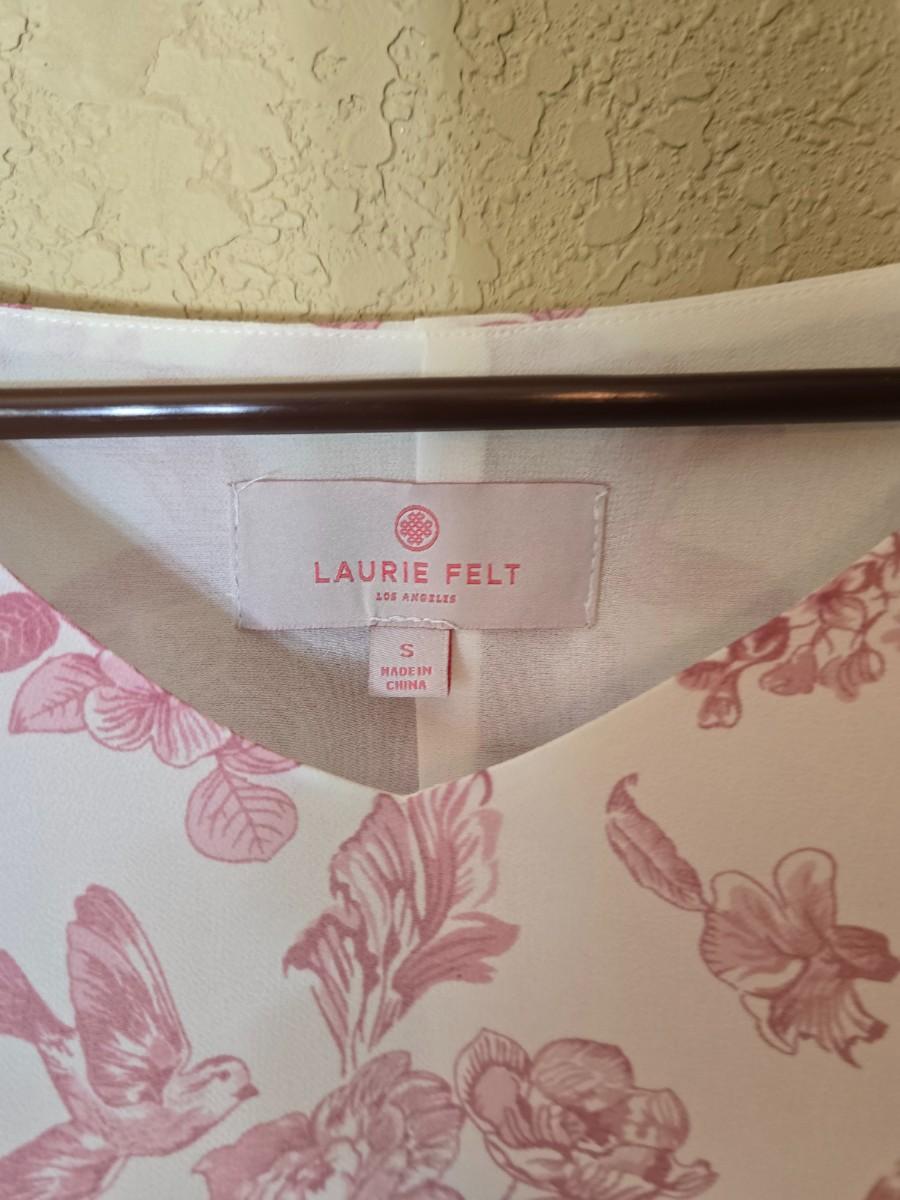 LAURIE FELT
LOS ANGELES
S
MADE IN
CHINA